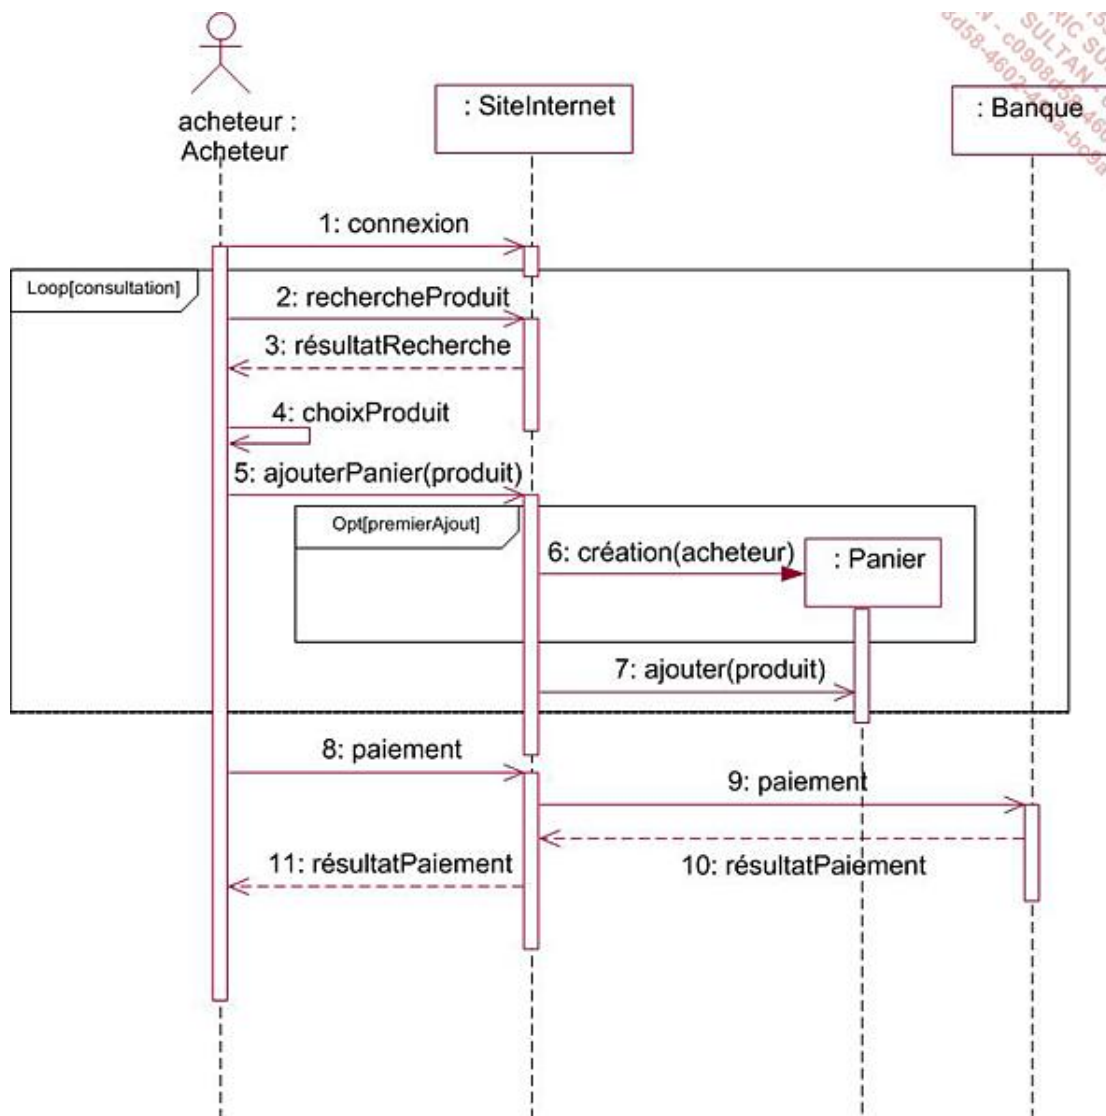 acheteur :
Acheteur
: SiteInternet
: Banque
1: connexion
Loop[consultation]
2: rechercheProduit
3: résultatRecherche
4: choixProduit
5: ajouterPanier(produit)
Opt[premierAjout]
6: création(acheteur)
: Panier
7: ajouter(produit)
8: paiement
9: paiement
10: résultatPaiement
11: résultatPaiement